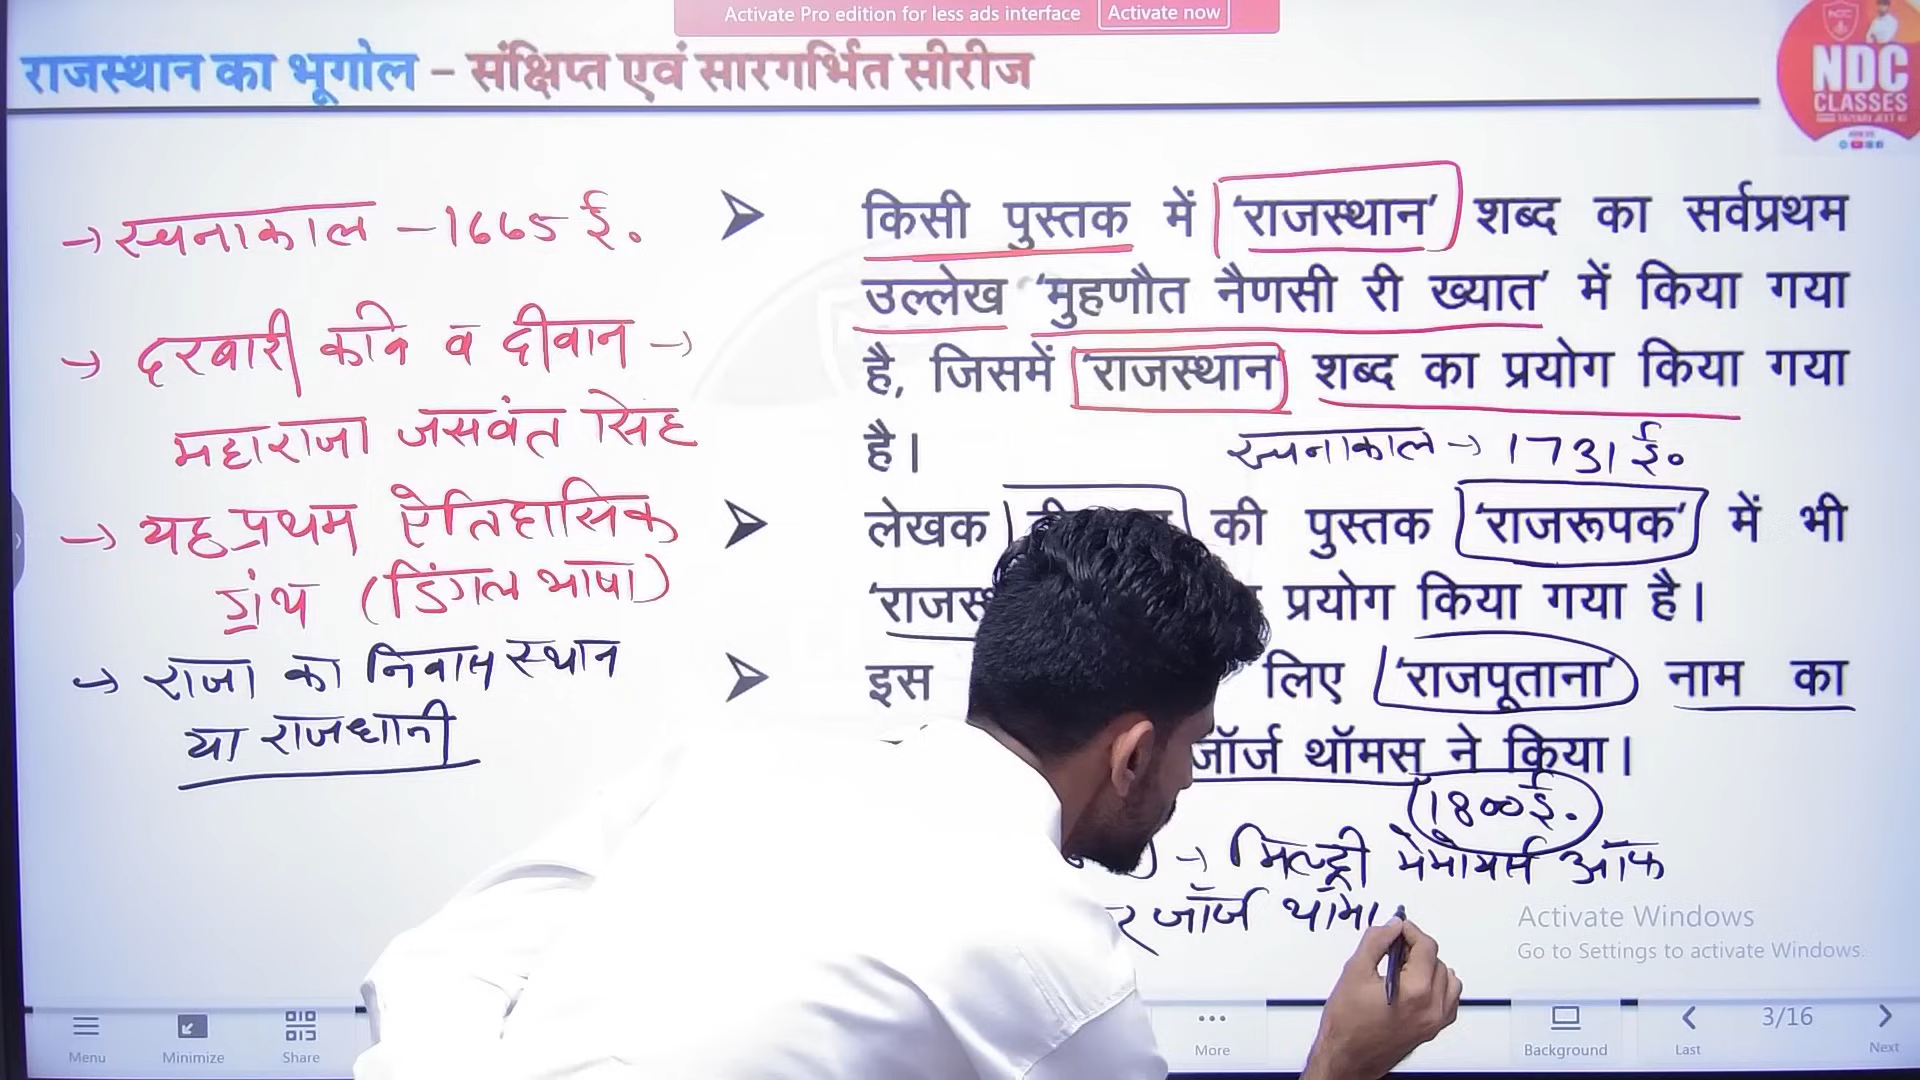 Activate Pro edition for less ads interface Activate now
राजस्थान का भूगोल – संक्षिप्त एवं सारगर्भित सीरीज
NDC
CLASSES
→ रचनाकाल – 1665 ई.
→ दरबारी कवि व दीवान →
महाराजा जसवंत सिंह
→ यह प्रथम ऐतिहासिक
ग्रंथ (डिंगल भाषा)
→ राजा का निवास स्थान
या राजधानी
➢ किसी पुस्तक में 'राजस्थान' शब्द का सर्वप्रथम
उल्लेख 'मुहणौत नैणसी री ख्यात' में किया गया
है, जिसमें 'राजस्थान' शब्द का प्रयोग किया गया
है।
रचनाकाल → 1731 ई.
➢ लेखक की पुस्तक 'राजरूपक' में भी
'राजस् प्रयोग किया गया है।
➢ इस लिए 'राजपूताना' नाम का
जॉर्ज थॉमस ने किया।
1800 ई.
→ मिल्ट्री मेमोयर्स ऑफ
र जॉर्ज थॉम
Activate Windows
Go to Settings to activate Windows.
Menu Minimize Share More Background Last 3/16 Next